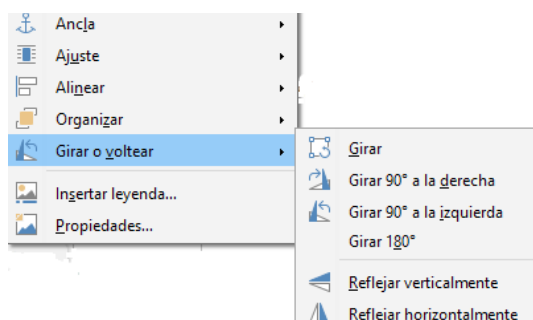 Ancla
Ajuste
Alinear
Organizar
Girar o voltear
Insertar leyenda...
Propiedades...
Girar
Girar 90° a la derecha
Girar 90° a la izquierda
Girar 180°
Reflejar verticalmente
Reflejar horizontalmente